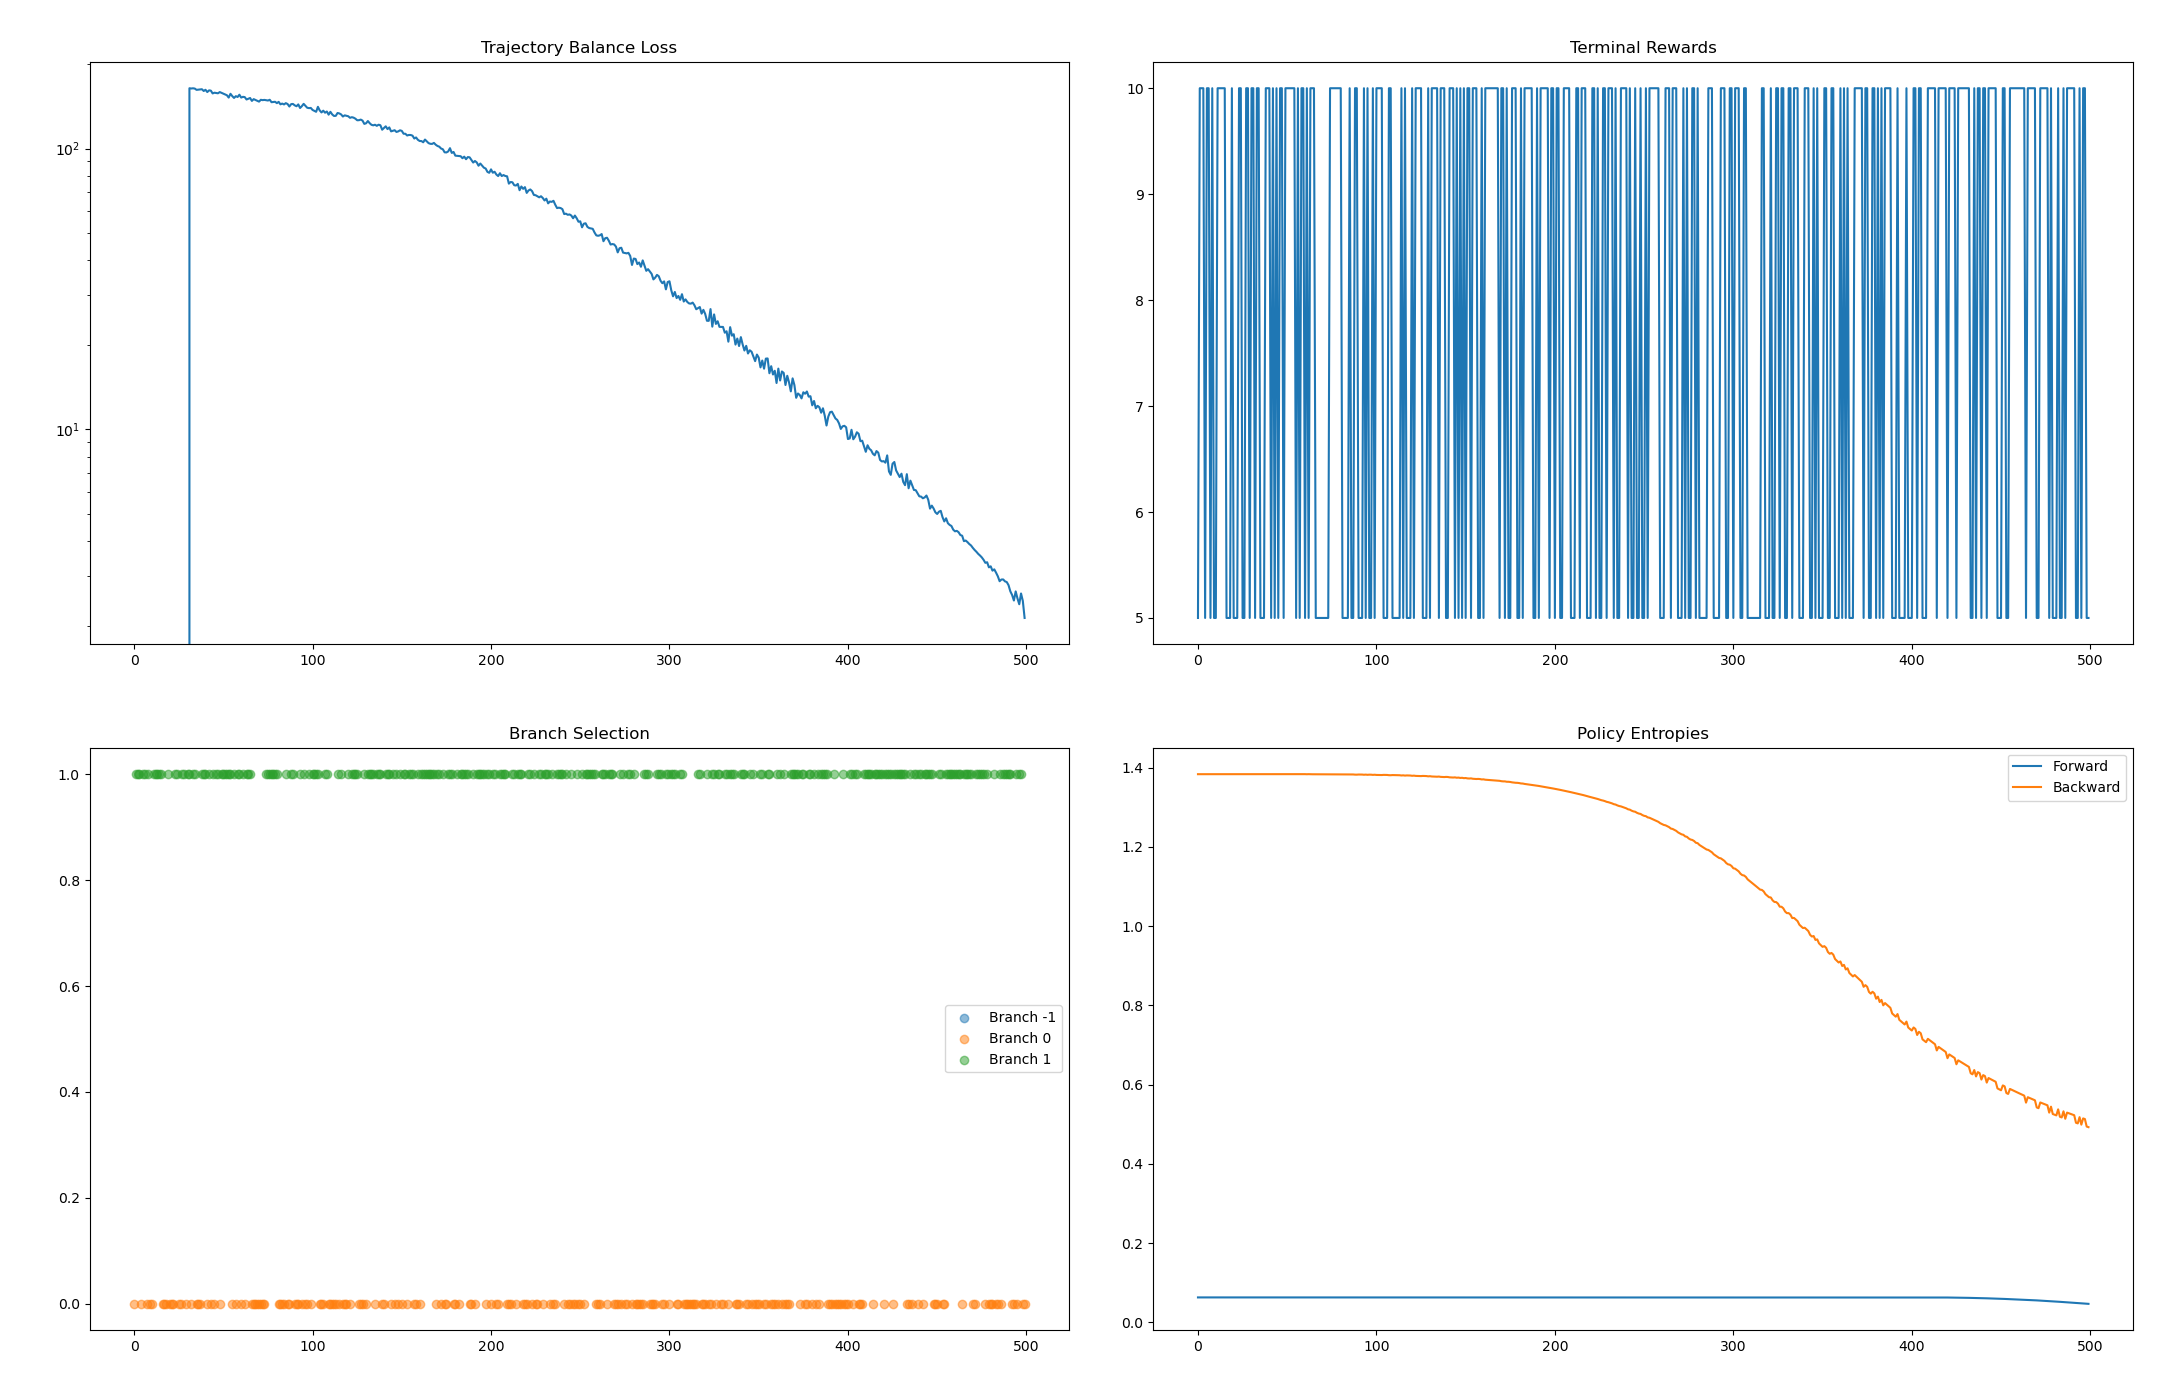 Trajectory Balance Loss
10²
10¹
0 100 200 300 400 500
Terminal Rewards
10
9
8
7
6
5
0 100 200 300 400 500
Branch Selection
1.0
0.8
0.6
0.4
0.2
0.0
Branch -1
Branch 0
Branch 1
0 100 200 300 400 500
Policy Entropies
1.4
1.2
1.0
0.8
0.6
0.4
0.2
0.0
Forward
Backward
0 100 200 300 400 500